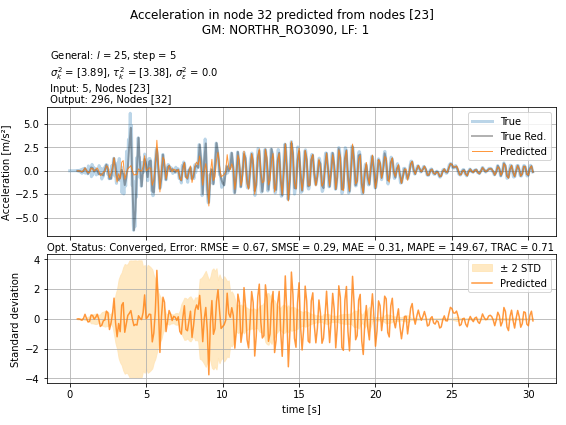 Acceleration in node 32 predicted from nodes [23]
GM: NORTHR_RO3090, LF: 1
General: l = 25, step = 5
σ²ₖ = [3.89], τ²ₖ = [3.38], σ²ε = 0.0
Input: 5, Nodes [23]
Output: 296, Nodes [32]
Acceleration [m/s²]
5.0
2.5
0.0
−2.5
−5.0
True
True Red.
Predicted
Opt. Status: Converged, Error: RMSE = 0.67, SMSE = 0.29, MAE = 0.31, MAPE = 149.67, TRAC = 0.71
Standard deviation
4
2
0
−2
−4
± 2 STD
Predicted
0 5 10 15 20 25 30
time [s]